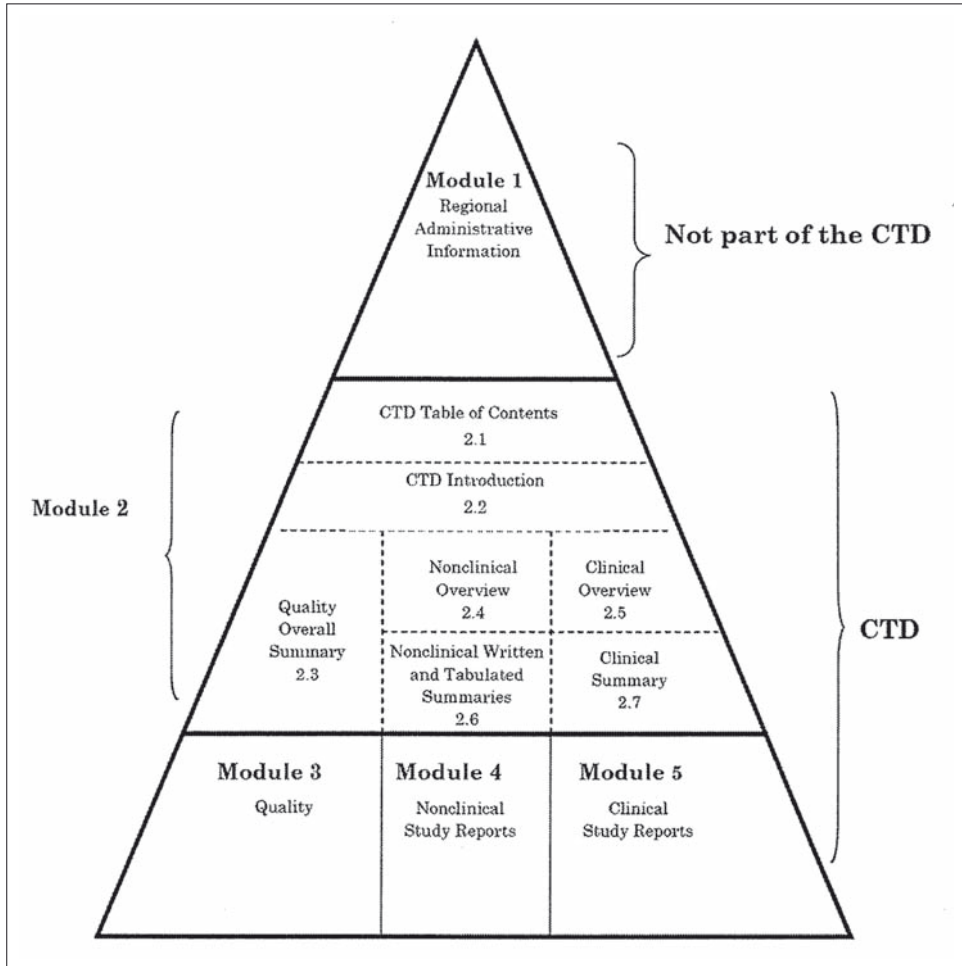 Module 1
Regional
Administrative
Information
Not part of the CTD
CTD Table of Contents
2.1
CTD Introduction
2.2
Module 2
Quality
Overall
Summary
2.3
Nonclinical
Overview
2.4
Clinical
Overview
2.5
Nonclinical Written
and Tabulated
Summaries
2.6
Clinical
Summary
2.7
CTD
Module 3
Quality
Module 4
Nonclinical
Study Reports
Module 5
Clinical
Study Reports